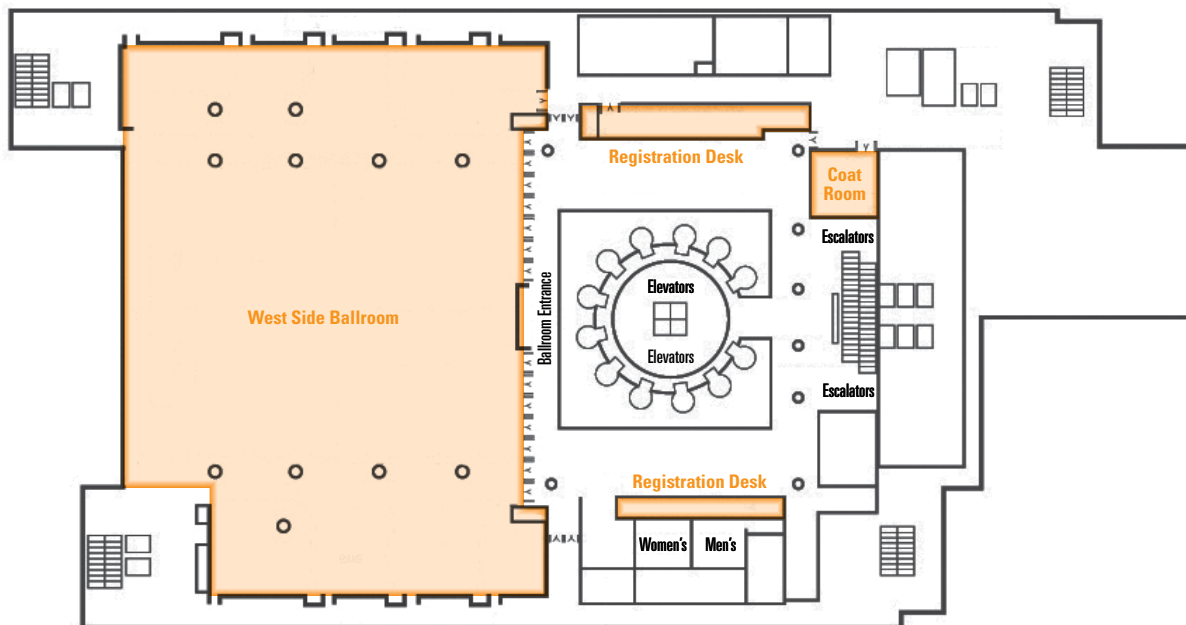 Registration Desk
Coat
Room
Escalators
Elevators
Ballroom Entrance
West Side Ballroom
Elevators
Escalators
Registration Desk
Women's
Men's